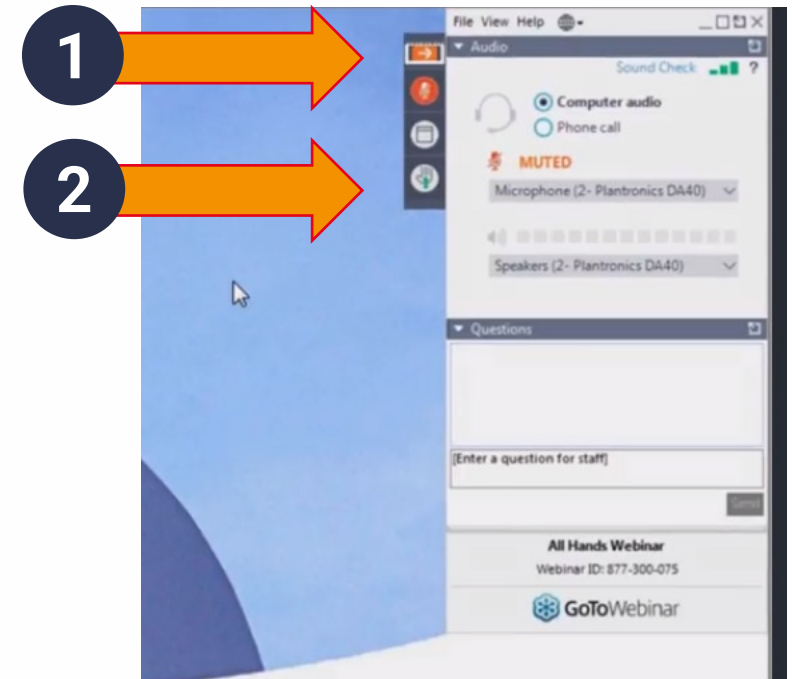 1
2
File View Help
Audio
Sound Check ?
Computer audio
Phone call
MUTED
Microphone (2- Plantronics DA40)
Speakers (2- Plantronics DA40)
Questions
[Enter a question for staff]
Send
All Hands Webinar
Webinar ID: 877-300-075
GoToWebinar